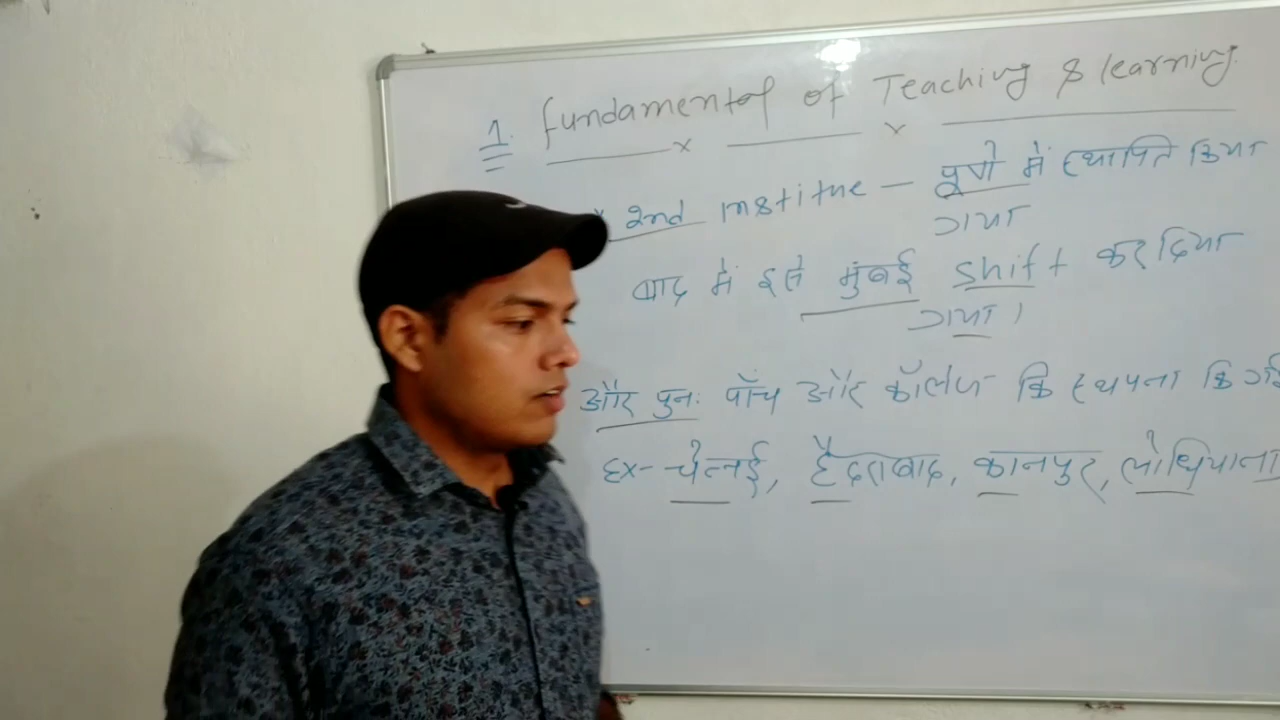 1. fundamental of Teaching & learning
* 2nd Institue – पूणे में स्थापित किया
गया
बाद में इसे मुंबई shift कर दिया
गया।
और पुनः पाँच और कॉलेज कि स्थपना कि गई
Ex- चेन्नई, हैदराबाद, कानपुर, लोधियाना